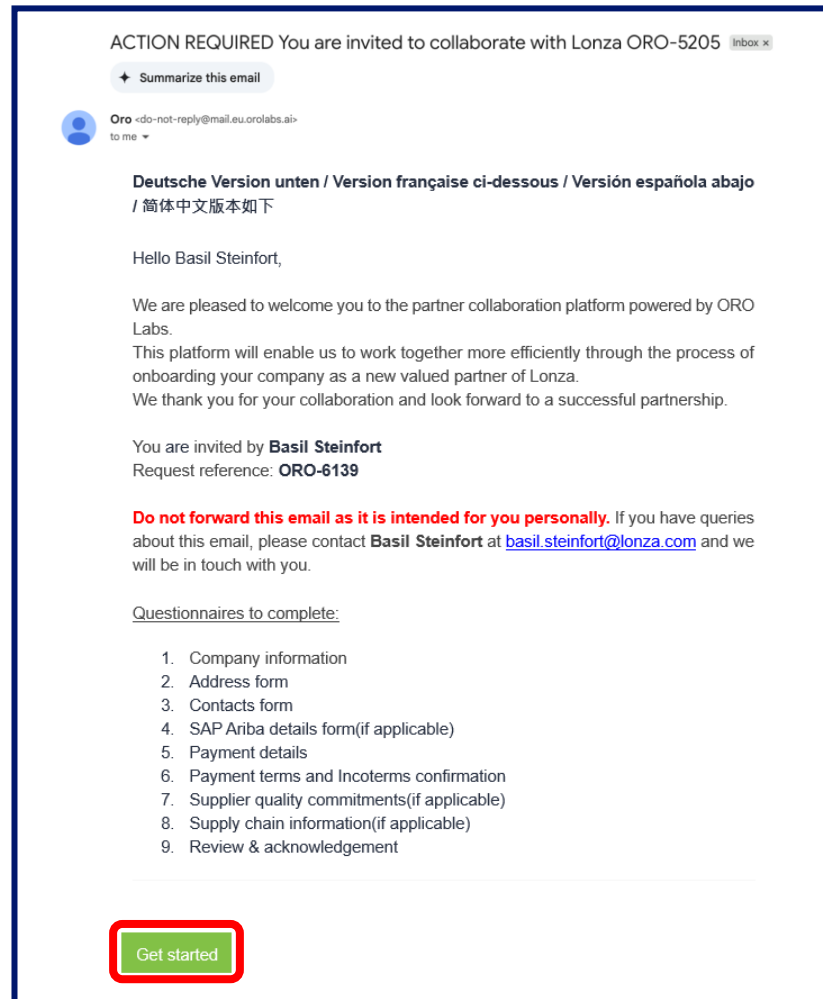 ACTION REQUIRED You are invited to collaborate with Lonza ORO-5205 Inbox ×
Summarize this email
Oro <do-not-reply@mail.eu.orolabs.ai>
to me
Deutsche Version unten / Version française ci-dessous / Versión española abajo
/ 简体中文版本如下
Hello Basil Steinfort,
We are pleased to welcome you to the partner collaboration platform powered by ORO
Labs.
This platform will enable us to work together more efficiently through the process of
onboarding your company as a new valued partner of Lonza.
We thank you for your collaboration and look forward to a successful partnership.
You are invited by Basil Steinfort
Request reference: ORO-6139
Do not forward this email as it is intended for you personally. If you have queries
about this email, please contact Basil Steinfort at basil.steinfort@lonza.com and we
will be in touch with you.
Questionnaires to complete:
1. Company information
2. Address form
3. Contacts form
4. SAP Ariba details form(if applicable)
5. Payment details
6. Payment terms and Incoterms confirmation
7. Supplier quality commitments(if applicable)
8. Supply chain information(if applicable)
9. Review & acknowledgement
Get started